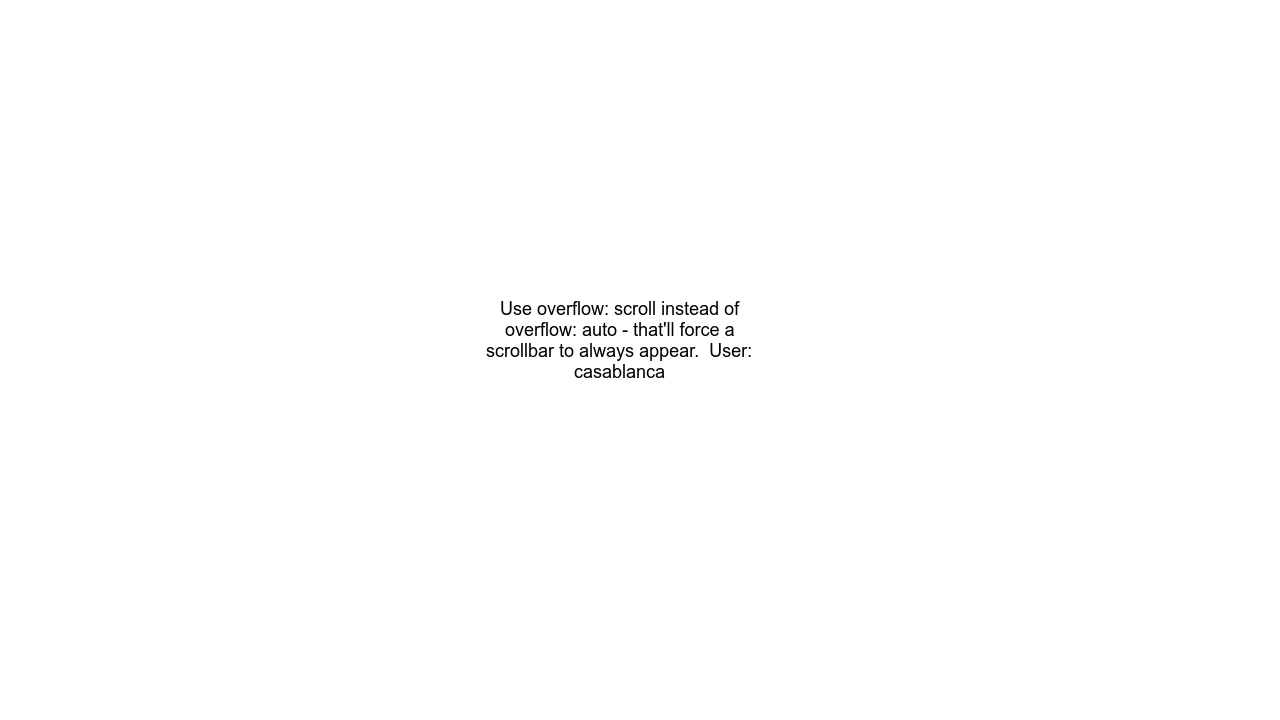 Use overflow: scroll instead of
overflow: auto - that'll force a
scrollbar to always appear.  User:
casablanca